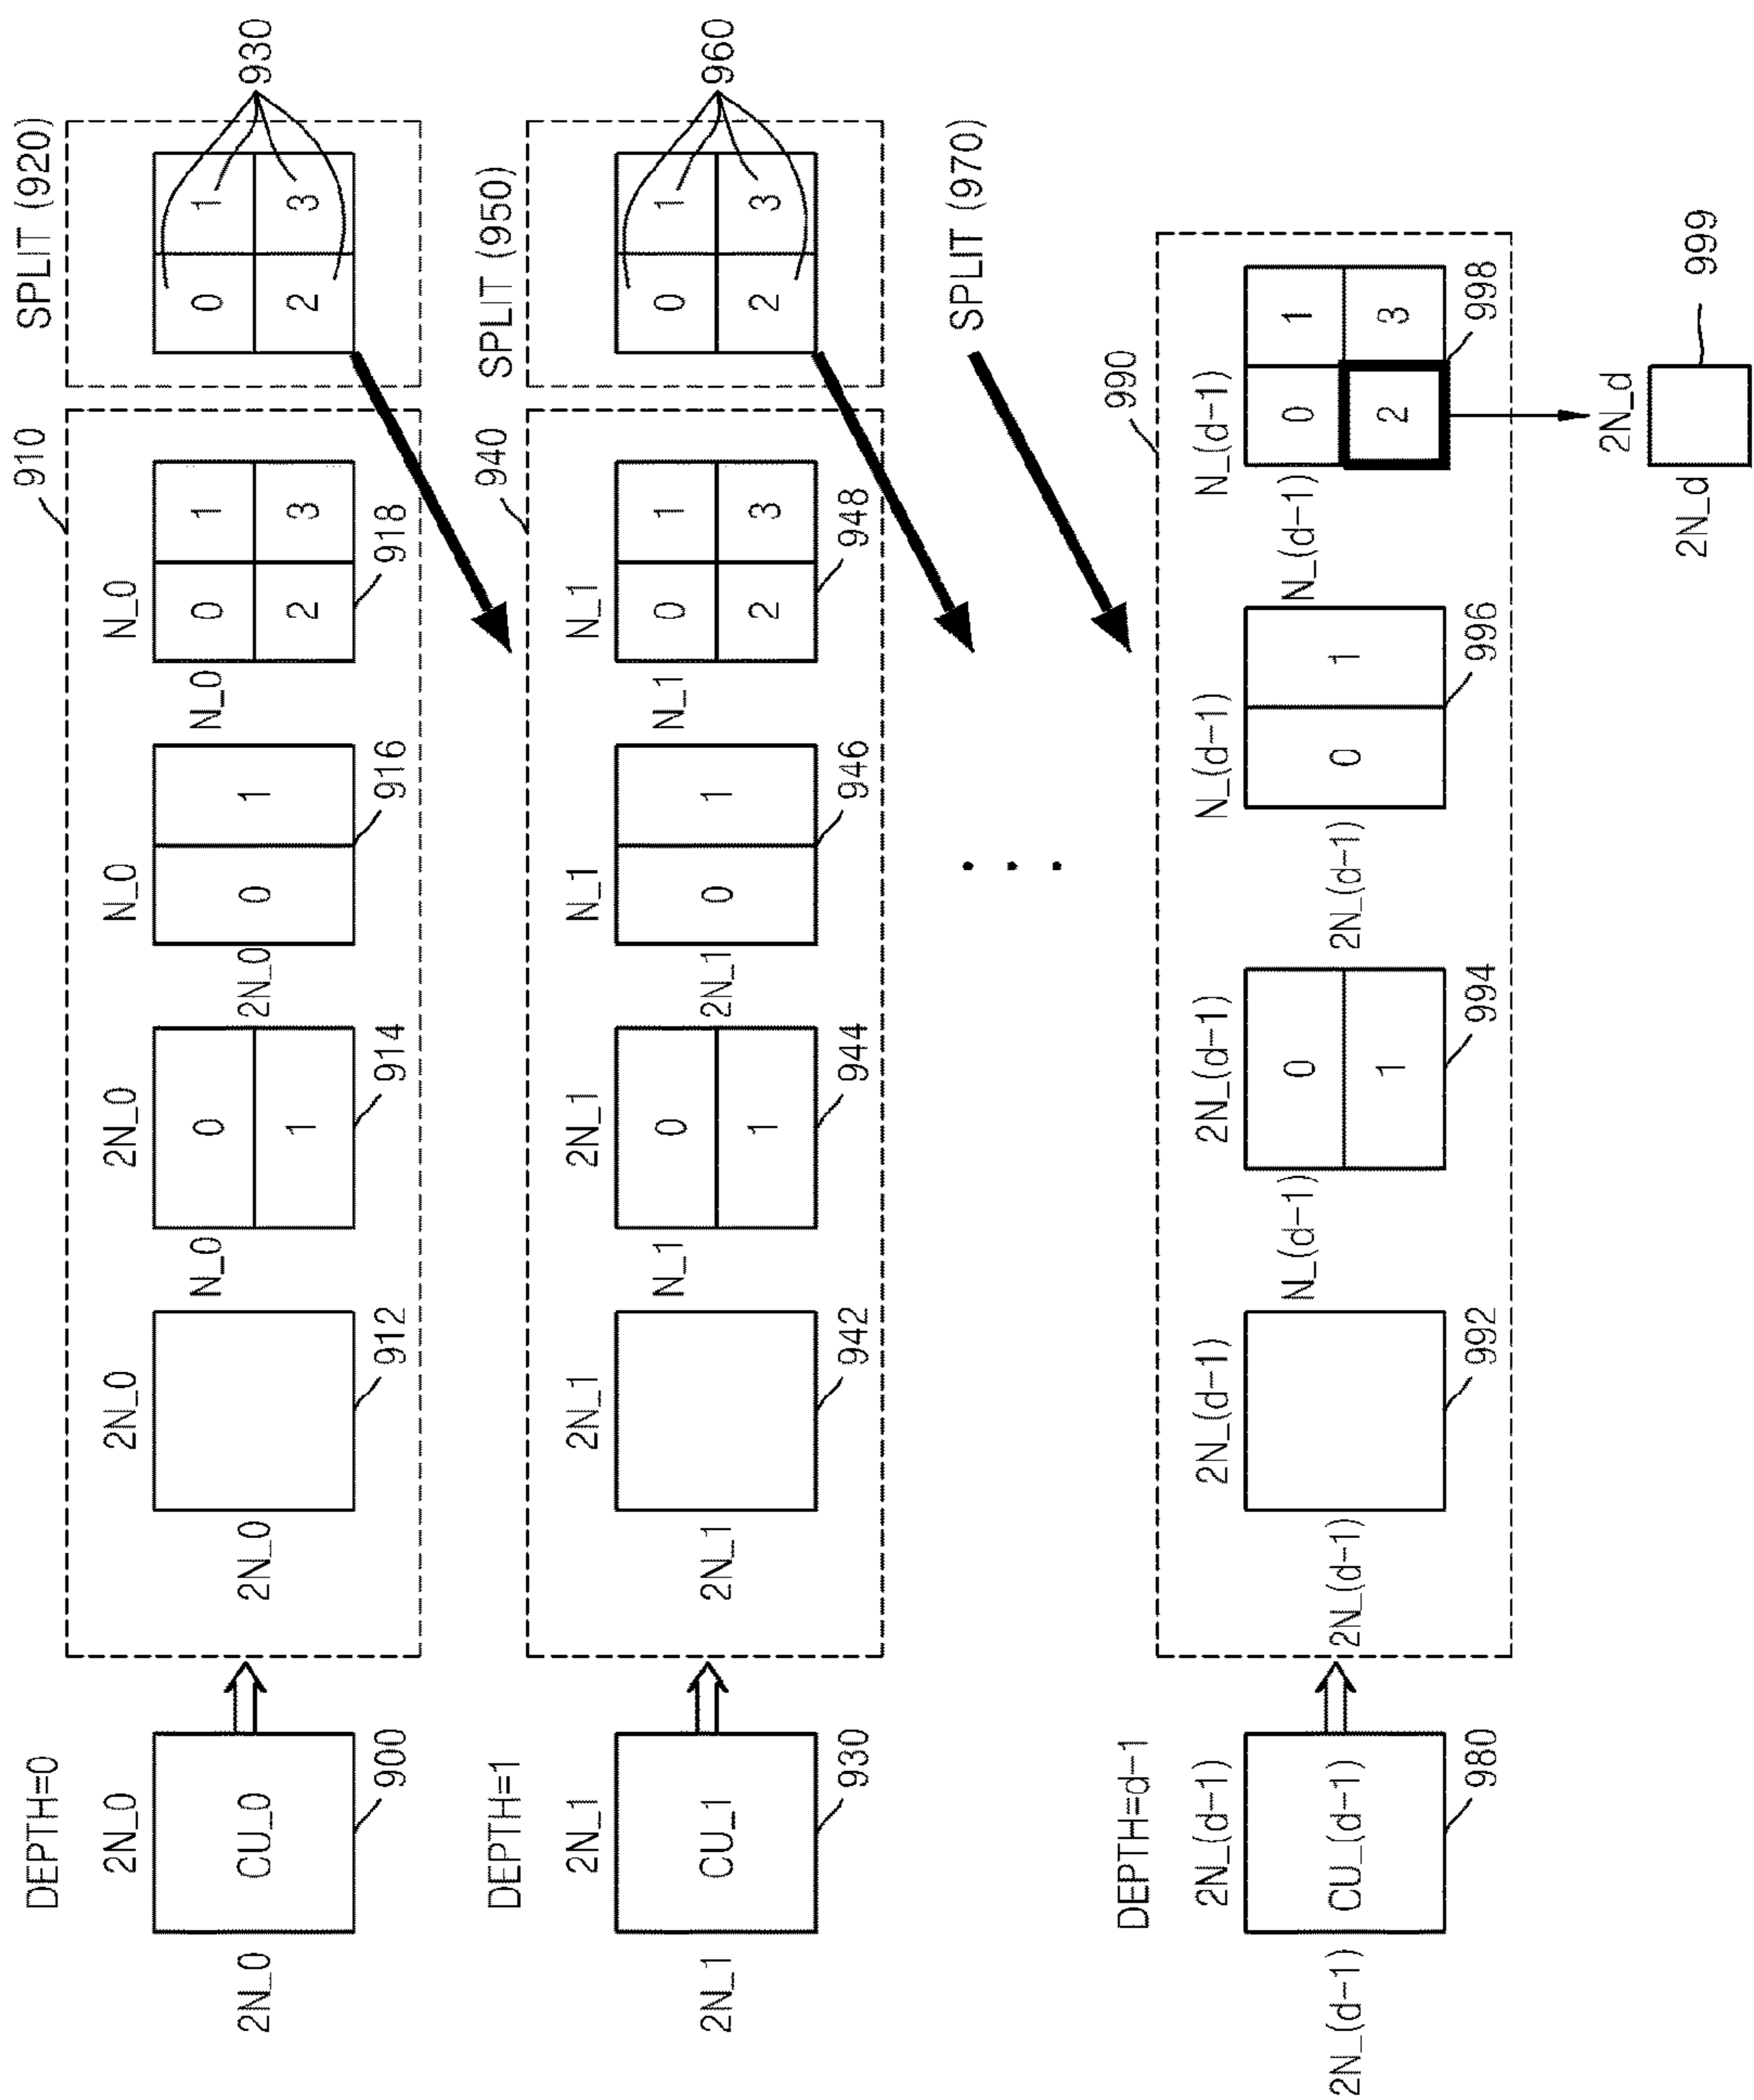 DEPTH=0
2N_0
2N_0
CU_0
900
910
2N_0
2N_0
912
2N_0
N_0
0
1
914
N_0
2N_0
0 1
916
N_0
N_0
0 1
2 3
918
SPLIT (920)
0 1
2 3
930
DEPTH=1
2N_1
2N_1
CU_1
930
940
2N_1
2N_1
942
2N_1
N_1
0
1
944
N_1
2N_1
0 1
946
N_1
N_1
0 1
2 3
948
SPLIT (950)
0 1
2 3
960
SPLIT (970)
DEPTH=d-1
2N_(d-1)
2N_(d-1)
CU_(d-1)
980
990
2N_(d-1)
2N_(d-1)
992
2N_(d-1)
N_(d-1)
0
1
994
N_(d-1)
2N_(d-1)
0 1
996
N_(d-1)
N_(d-1)
0 1
2 3
998
2N_d
2N_d
999